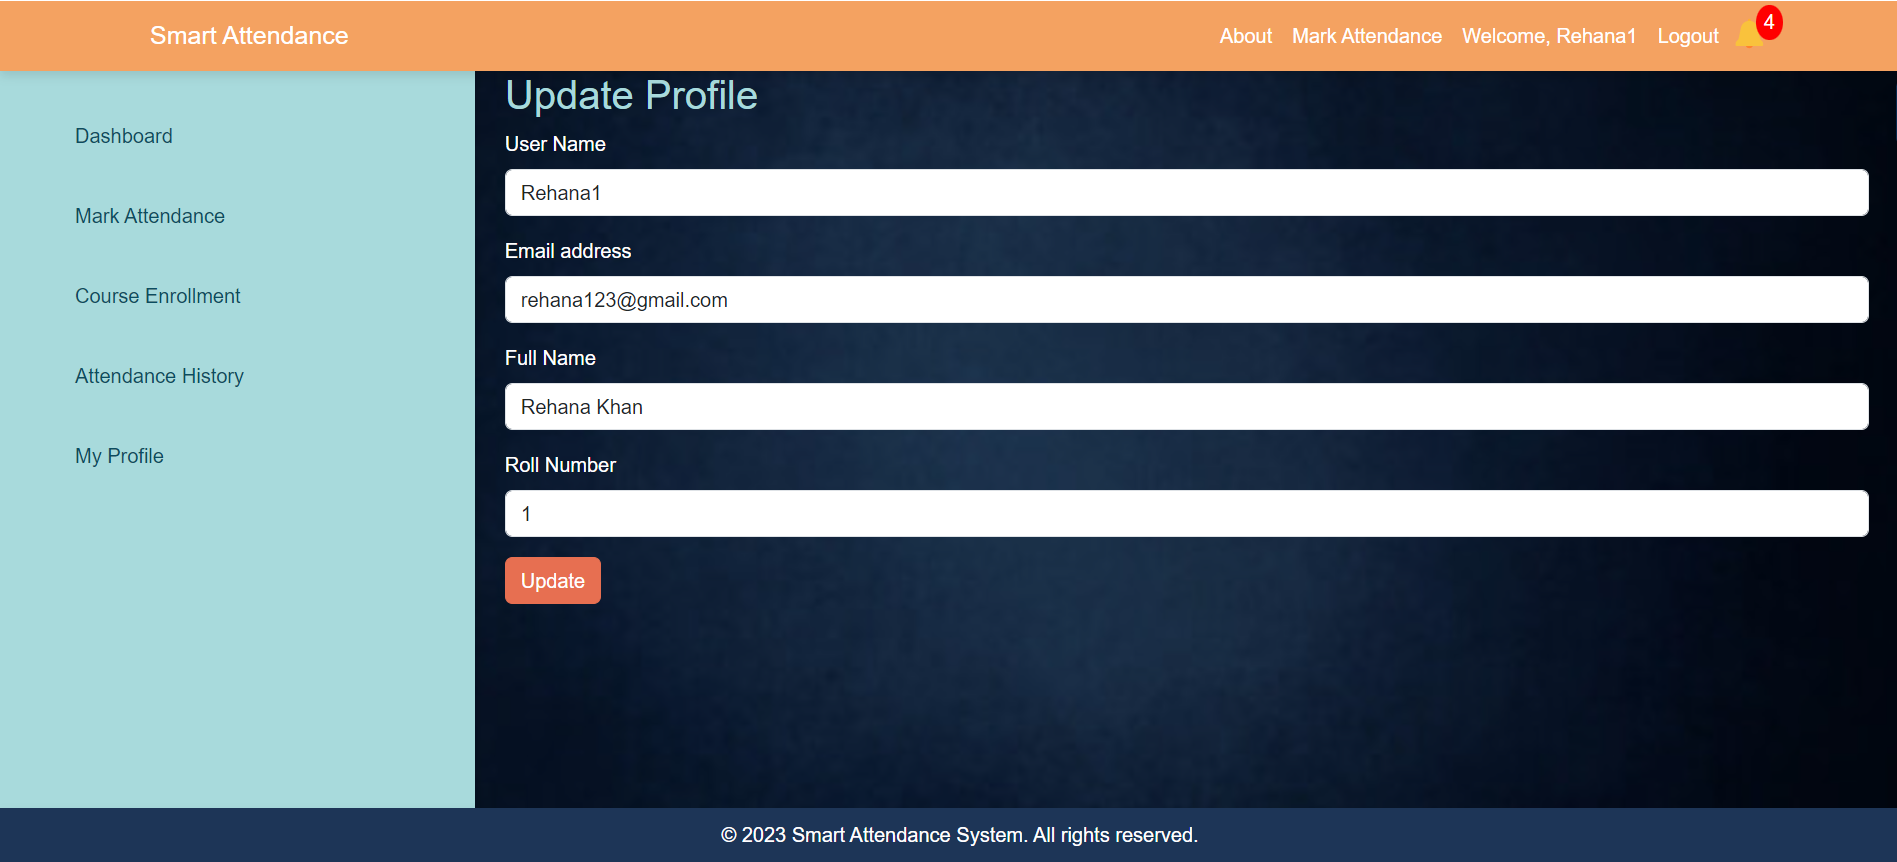 Smart Attendance
About Mark Attendance Welcome, Rehana1 Logout 4
Dashboard
Mark Attendance
Course Enrollment
Attendance History
My Profile
Update Profile
User Name
Rehana1
Email address
rehana123@gmail.com
Full Name
Rehana Khan
Roll Number
1
Update
© 2023 Smart Attendance System. All rights reserved.